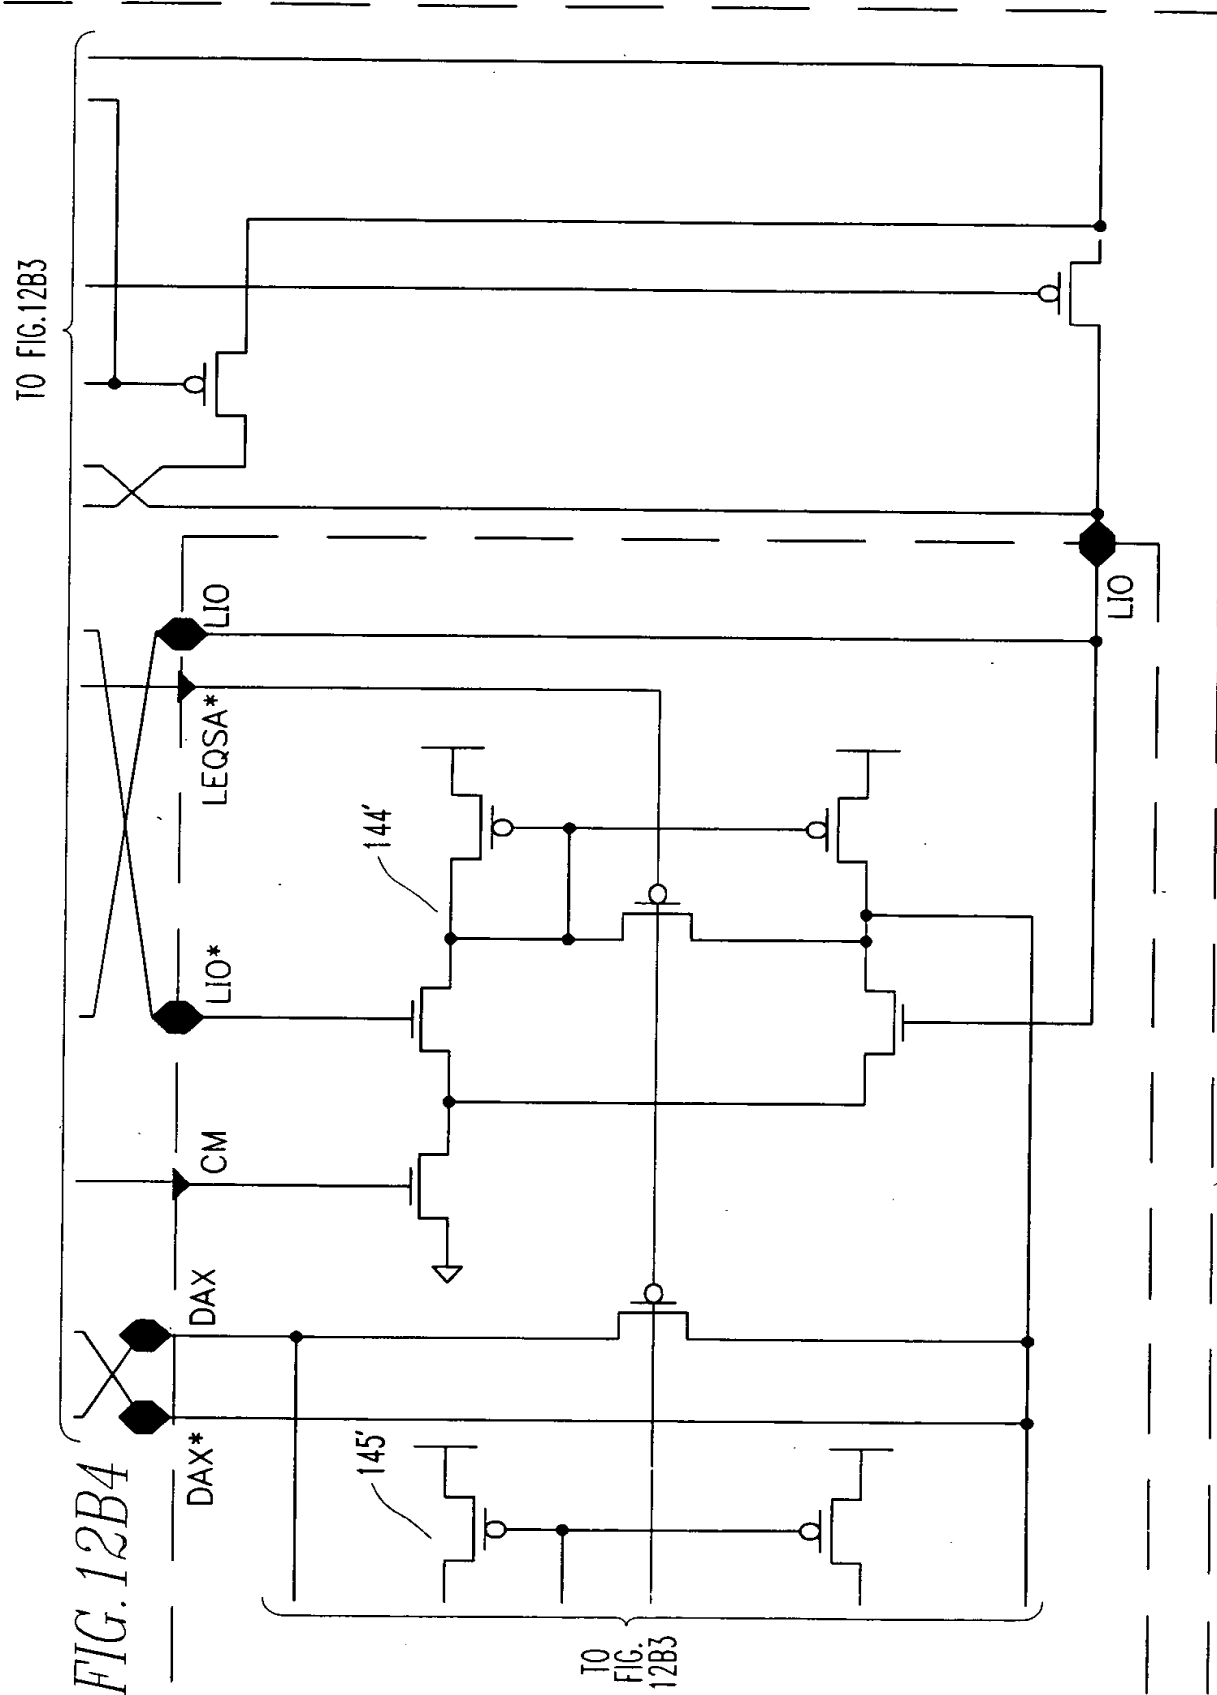 FIG. 12B4
TO FIG.12B3
DAX*
DAX
CM
LIO*
LEQSA*
LIO
145'
144'
LIO
TO
FIG.
12B3